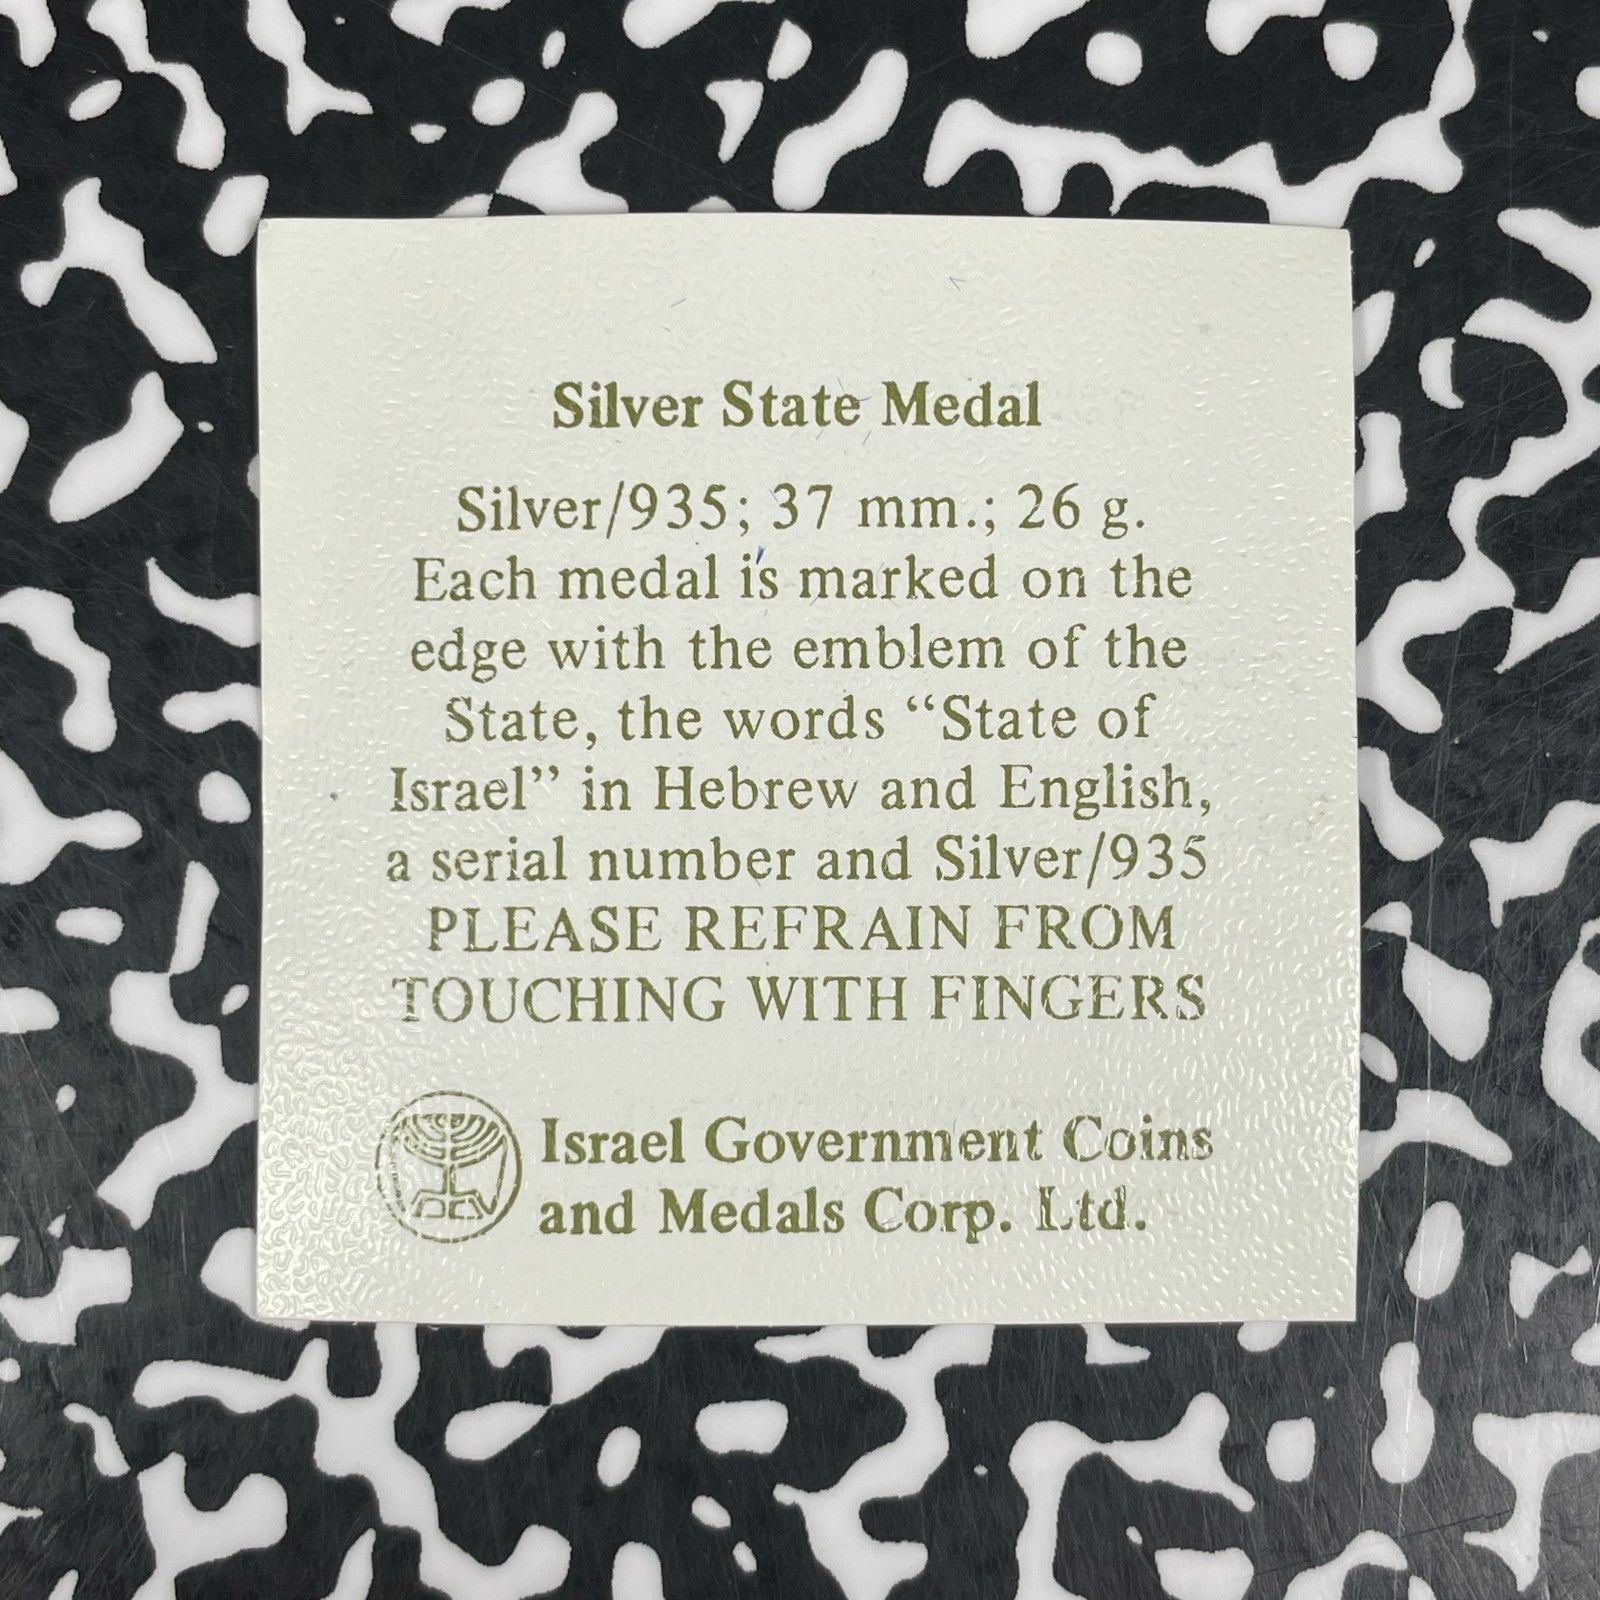 Silver State Medal
Silver/935; 37 mm.; 26 g.
Each medal is marked on the
edge with the emblem of the
State, the words “State of
Israel” in Hebrew and English,
a serial number and Silver/935
PLEASE REFRAIN FROM
TOUCHING WITH FINGERS
Israel Government Coins
and Medals Corp. Ltd.